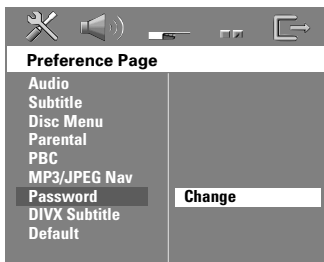 Preference Page
Audio
Subtitle
Disc Menu
Parental
PBC
MP3/JPEG Nav
Password
Change
DIVX Subtitle
Default